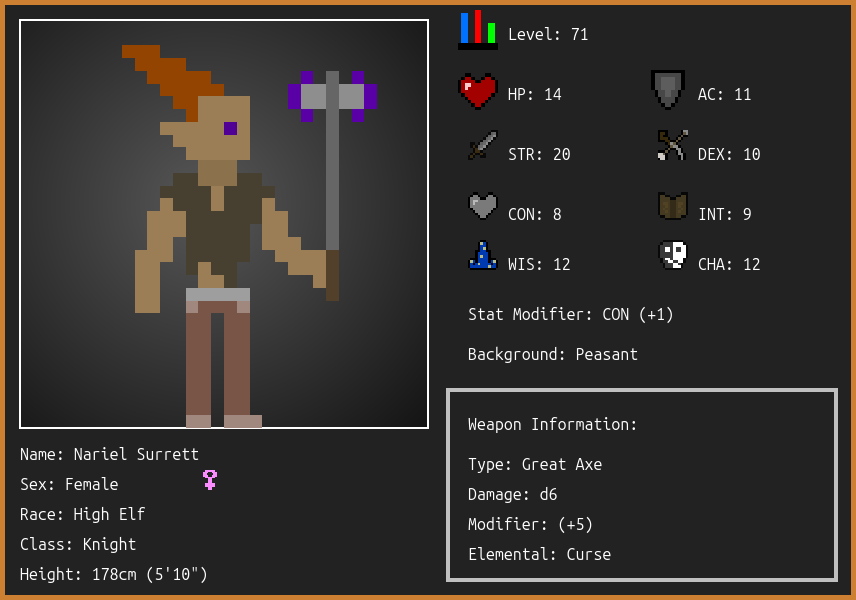 Level: 71
HP: 14
AC: 11
STR: 20
DEX: 10
CON: 8
INT: 9
WIS: 12
CHA: 12
Stat Modifier: CON (+1)
Background: Peasant
Weapon Information:
Type: Great Axe
Damage: d6
Modifier: (+5)
Elemental: Curse
Name: Nariel Surrett
Sex: Female
Race: High Elf
Class: Knight
Height: 178cm (5'10")